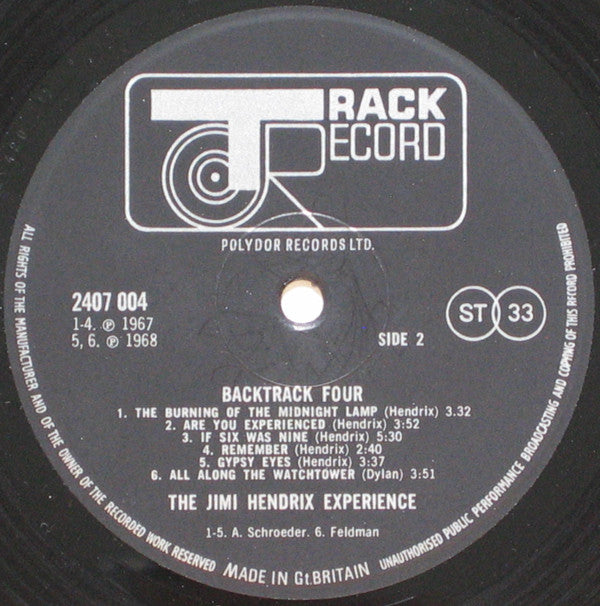 TRACK
RECORD
POLYDOR RECORDS LTD.
2407 004
1-4. ℗ 1967
5, 6. ℗ 1968
SIDE 2
ST 33
BACKTRACK FOUR
1. THE BURNING OF THE MIDNIGHT LAMP (Hendrix) 3.32
2. ARE YOU EXPERIENCED (Hendrix) 3:52
3. IF SIX WAS NINE (Hendrix) 5:30
4. REMEMBER (Hendrix) 2:40
5. GYPSY EYES (Hendrix) 3:37
6. ALL ALONG THE WATCHTOWER (Dylan) 3:51
THE JIMI HENDRIX EXPERIENCE
1-5. A. Schroeder. 6. Feldman
ALL RIGHTS OF THE MANUFACTURER AND OF THE OWNER OF THE RECORDED WORK RESERVED
MADE IN Gt.BRITAIN
UNAUTHORISED PUBLIC PERFORMANCE BROADCASTING AND COPYING OF THIS RECORD PROHIBITED